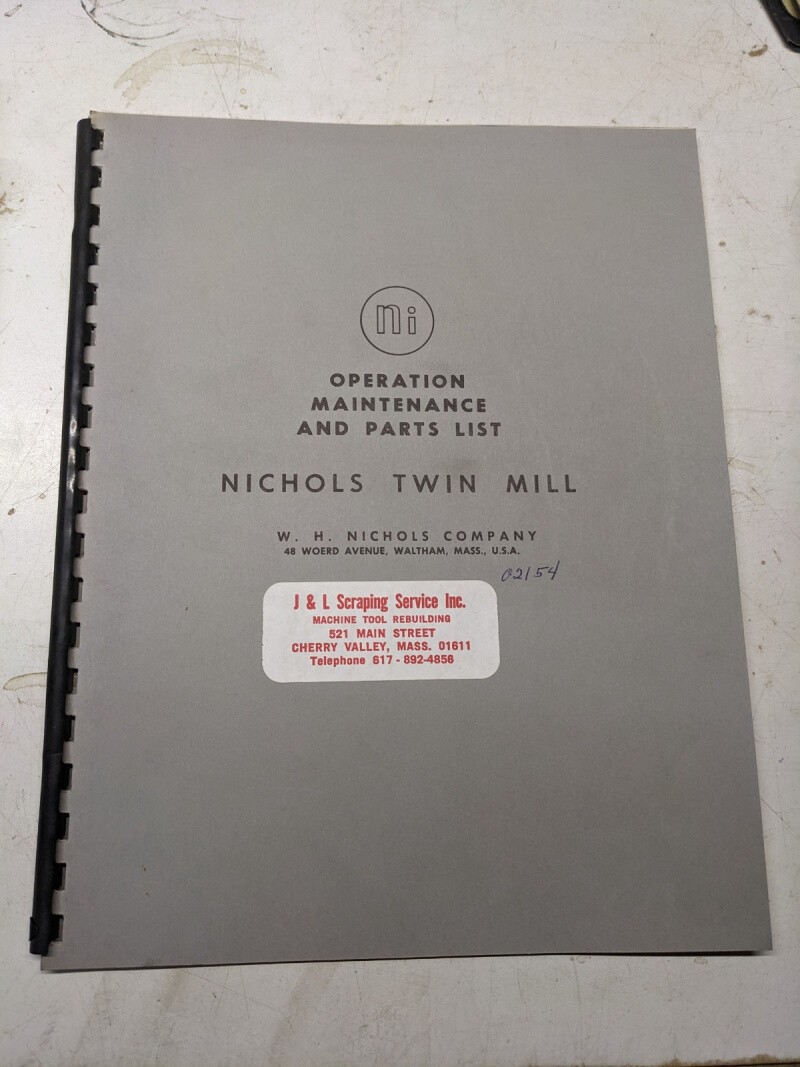 ni
OPERATION
MAINTENANCE
AND PARTS LIST
NICHOLS TWIN MILL
W. H. NICHOLS COMPANY
48 WOERD AVENUE, WALTHAM, MASS., U.S.A.
02154
J & L Scraping Service Inc.
MACHINE TOOL REBUILDING
521 MAIN STREET
CHERRY VALLEY, MASS. 01611
Telephone 617-892-4856